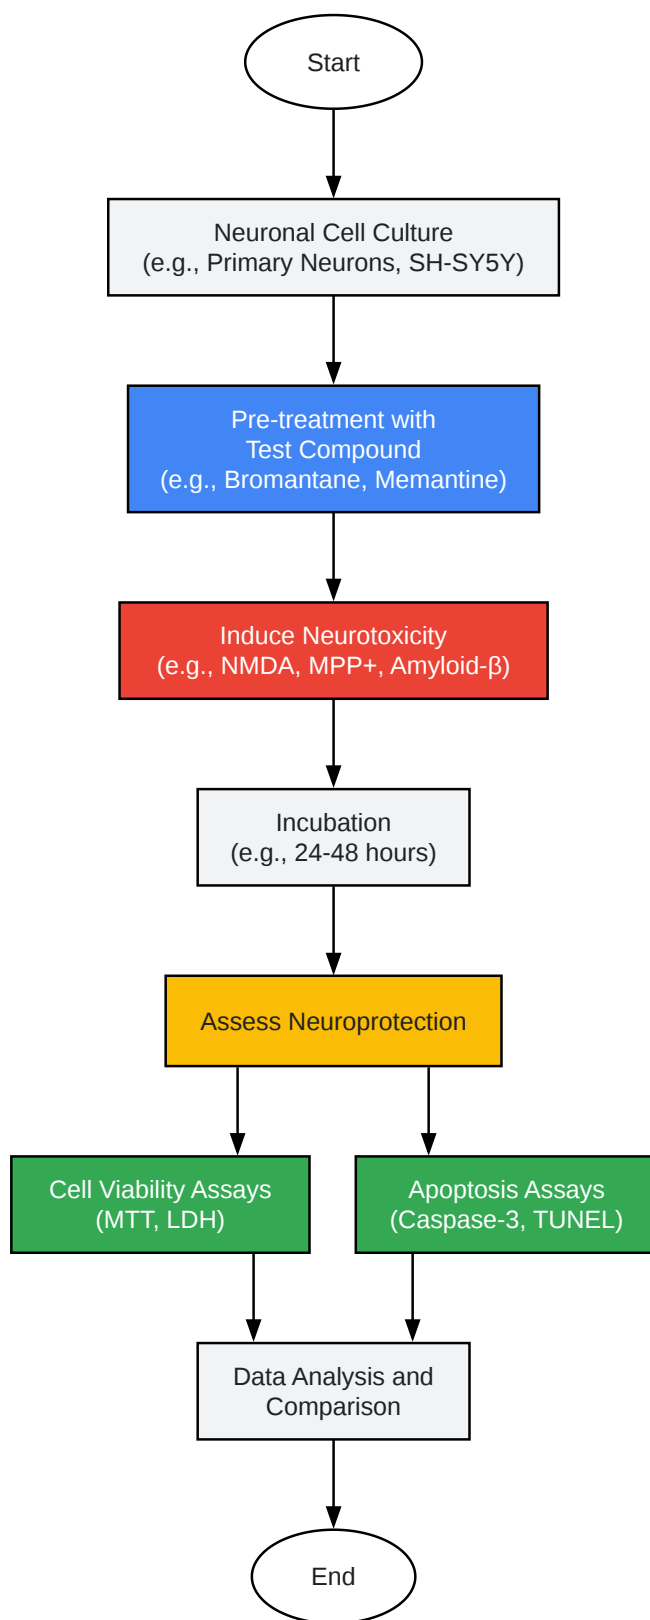 Start
Neuronal Cell Culture
(e.g., Primary Neurons, SH-SY5Y)
Pre-treatment with
Test Compound
(e.g., Bromantane, Memantine)
Induce Neurotoxicity
(e.g., NMDA, MPP+, Amyloid-β)
Incubation
(e.g., 24-48 hours)
Assess Neuroprotection
Cell Viability Assays
(MTT, LDH)
Apoptosis Assays
(Caspase-3, TUNEL)
Data Analysis and
Comparison
End